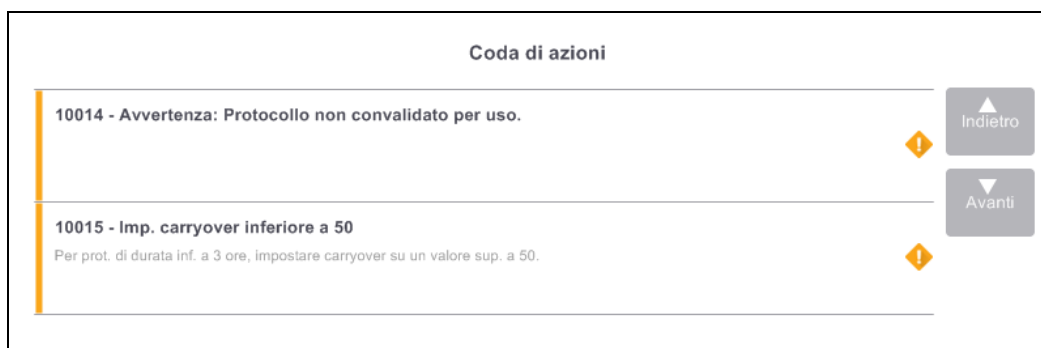 Coda di azioni
10014 - Avvertenza: Protocollo non convalidato per uso.
Indietro
Avanti
10015 - Imp. carryover inferiore a 50
Per prot. di durata inf. a 3 ore, impostare carryover su un valore sup. a 50.